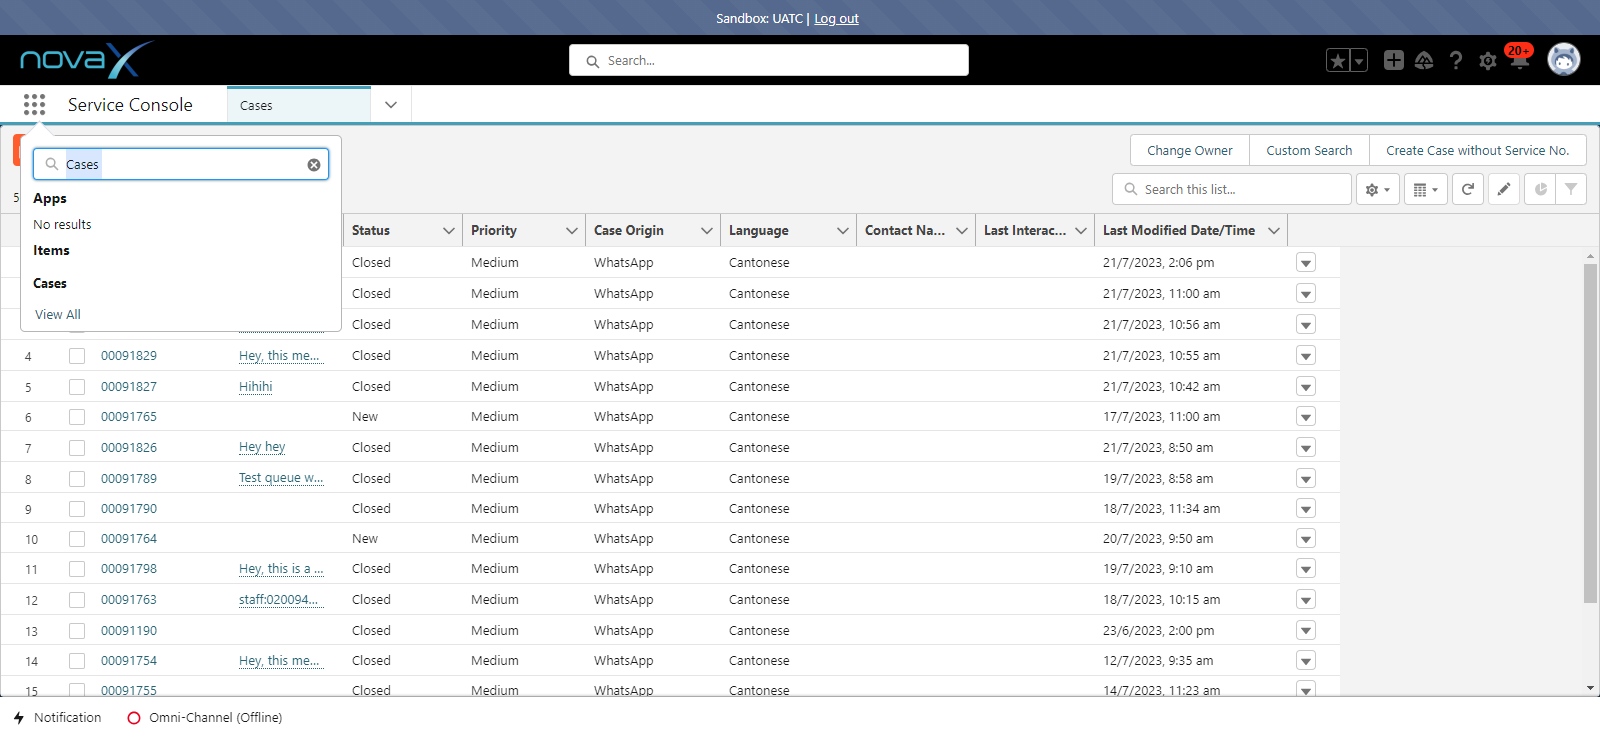 Sandbox: UATC | Log out
novaX
Search...
20+
Service Console
Cases
Cases
Apps
No results
Items
Cases
View All
5
Change Owner
Custom Search
Create Case without Service No.
Search this list...
Status Priority Case Origin Language Contact Na... Last Interac... Last Modified Date/Time
Closed Medium WhatsApp Cantonese 21/7/2023, 2:06 pm
Closed Medium WhatsApp Cantonese 21/7/2023, 11:00 am
Closed Medium WhatsApp Cantonese 21/7/2023, 10:56 am
4 00091829 Hey, this me... Closed Medium WhatsApp Cantonese 21/7/2023, 10:55 am
5 00091827 Hihihi Closed Medium WhatsApp Cantonese 21/7/2023, 10:42 am
6 00091765 New Medium WhatsApp Cantonese 17/7/2023, 11:00 am
7 00091826 Hey hey Closed Medium WhatsApp Cantonese 21/7/2023, 8:50 am
8 00091789 Test queue w... Closed Medium WhatsApp Cantonese 19/7/2023, 8:58 am
9 00091790 Closed Medium WhatsApp Cantonese 18/7/2023, 11:34 am
10 00091764 New Medium WhatsApp Cantonese 20/7/2023, 9:50 am
11 00091798 Hey, this is a ... Closed Medium WhatsApp Cantonese 19/7/2023, 9:10 am
12 00091763 staff:020094... Closed Medium WhatsApp Cantonese 18/7/2023, 10:15 am
13 00091190 Closed Medium WhatsApp Cantonese 23/6/2023, 2:00 pm
14 00091754 Hey, this me... Closed Medium WhatsApp Cantonese 12/7/2023, 9:35 am
15 00091755 Closed Medium WhatsApp Cantonese 14/7/2023, 11:23 am
Notification
Omni-Channel (Offline)